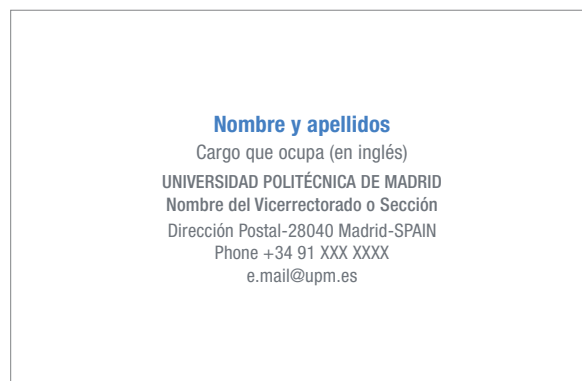 Nombre y apellidos
Cargo que ocupa (en inglés)
UNIVERSIDAD POLITÉCNICA DE MADRID
Nombre del Vicerrectorado o Sección
Dirección Postal-28040 Madrid-SPAIN
Phone +34 91 XXX XXXX
e.mail@upm.es